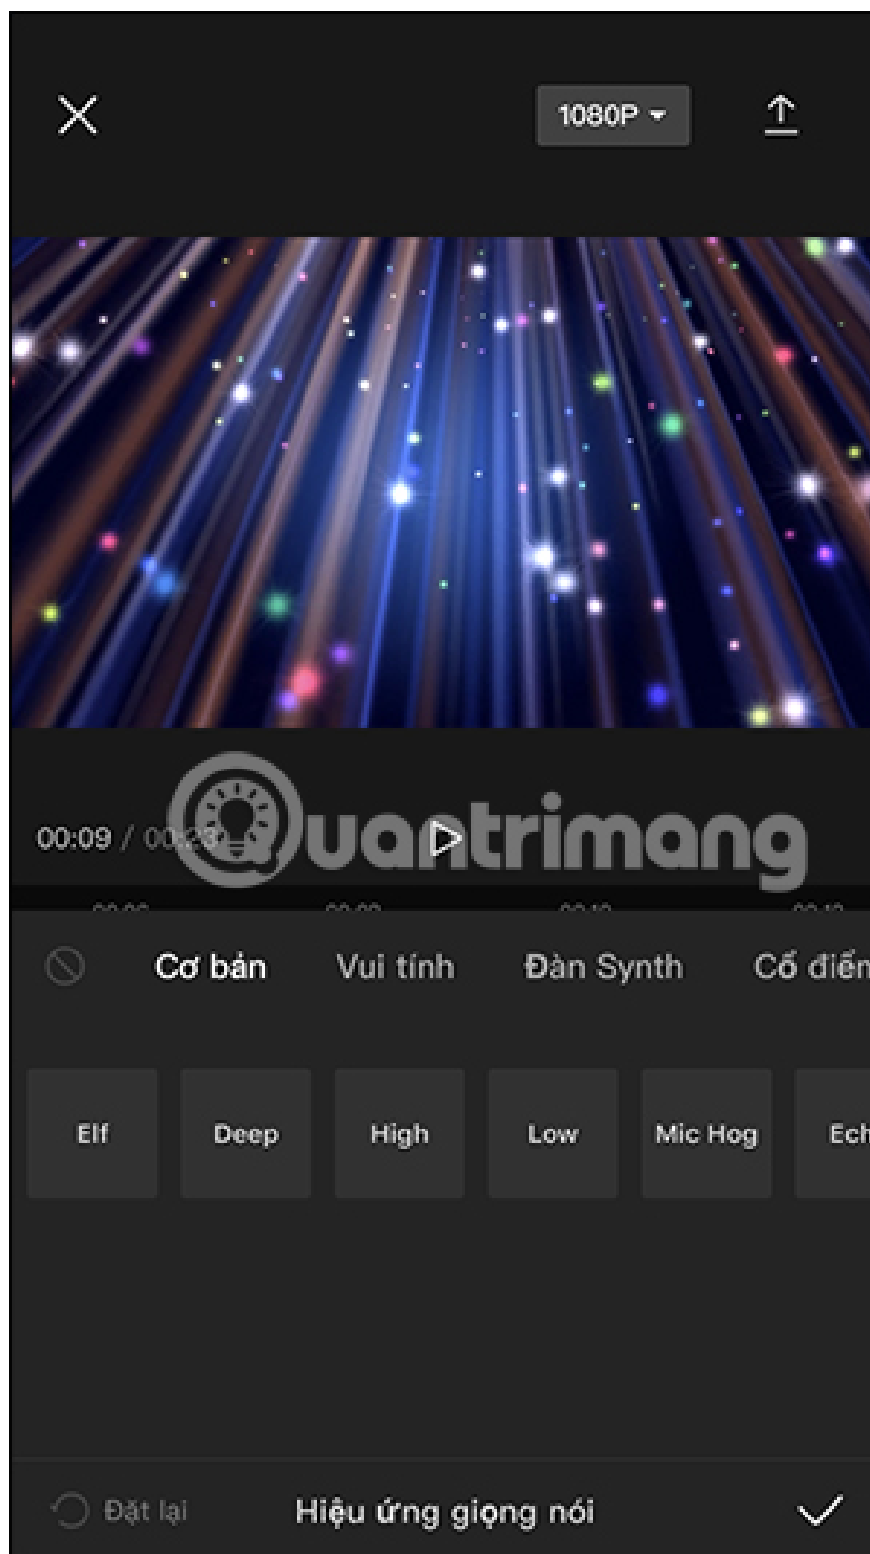 1080P
00:09 / 00:23
Quantrimang
Cơ bản Vui tính Đàn Synth Cổ điển
Elf Deep High Low Mic Hog Ech
Đặt lại Hiệu ứng giọng nói